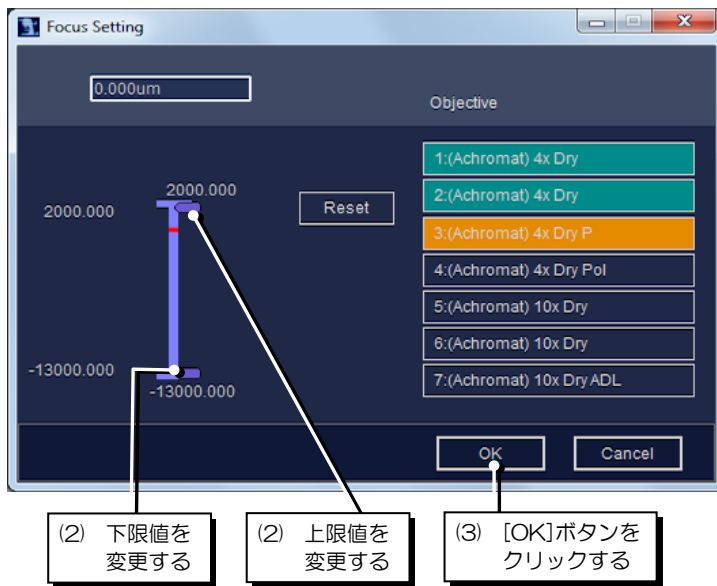 Focus Setting
0.000um
Objective
1:(Achromat) 4x Dry
2:(Achromat) 4x Dry
3:(Achromat) 4x Dry P
4:(Achromat) 4x Dry Pol
5:(Achromat) 10x Dry
6:(Achromat) 10x Dry
7:(Achromat) 10x Dry ADL
2000.000
2000.000
Reset
-13000.000
-13000.000
OK
Cancel
(2) 下限値を
変更する
(2) 上限値を
変更する
(3) [OK]ボタンを
クリックする